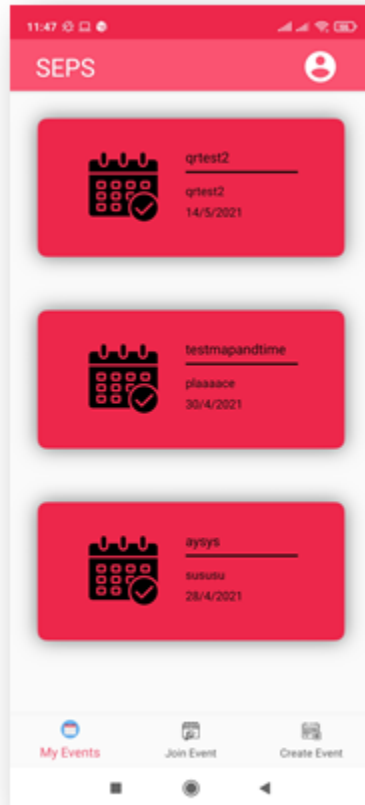 11:47
SEPS
qrtest2
qrtest2
14/5/2021
testmapandtime
plaaaace
30/4/2021
aysys
sususu
28/4/2021
My Events
Join Event
Create Event